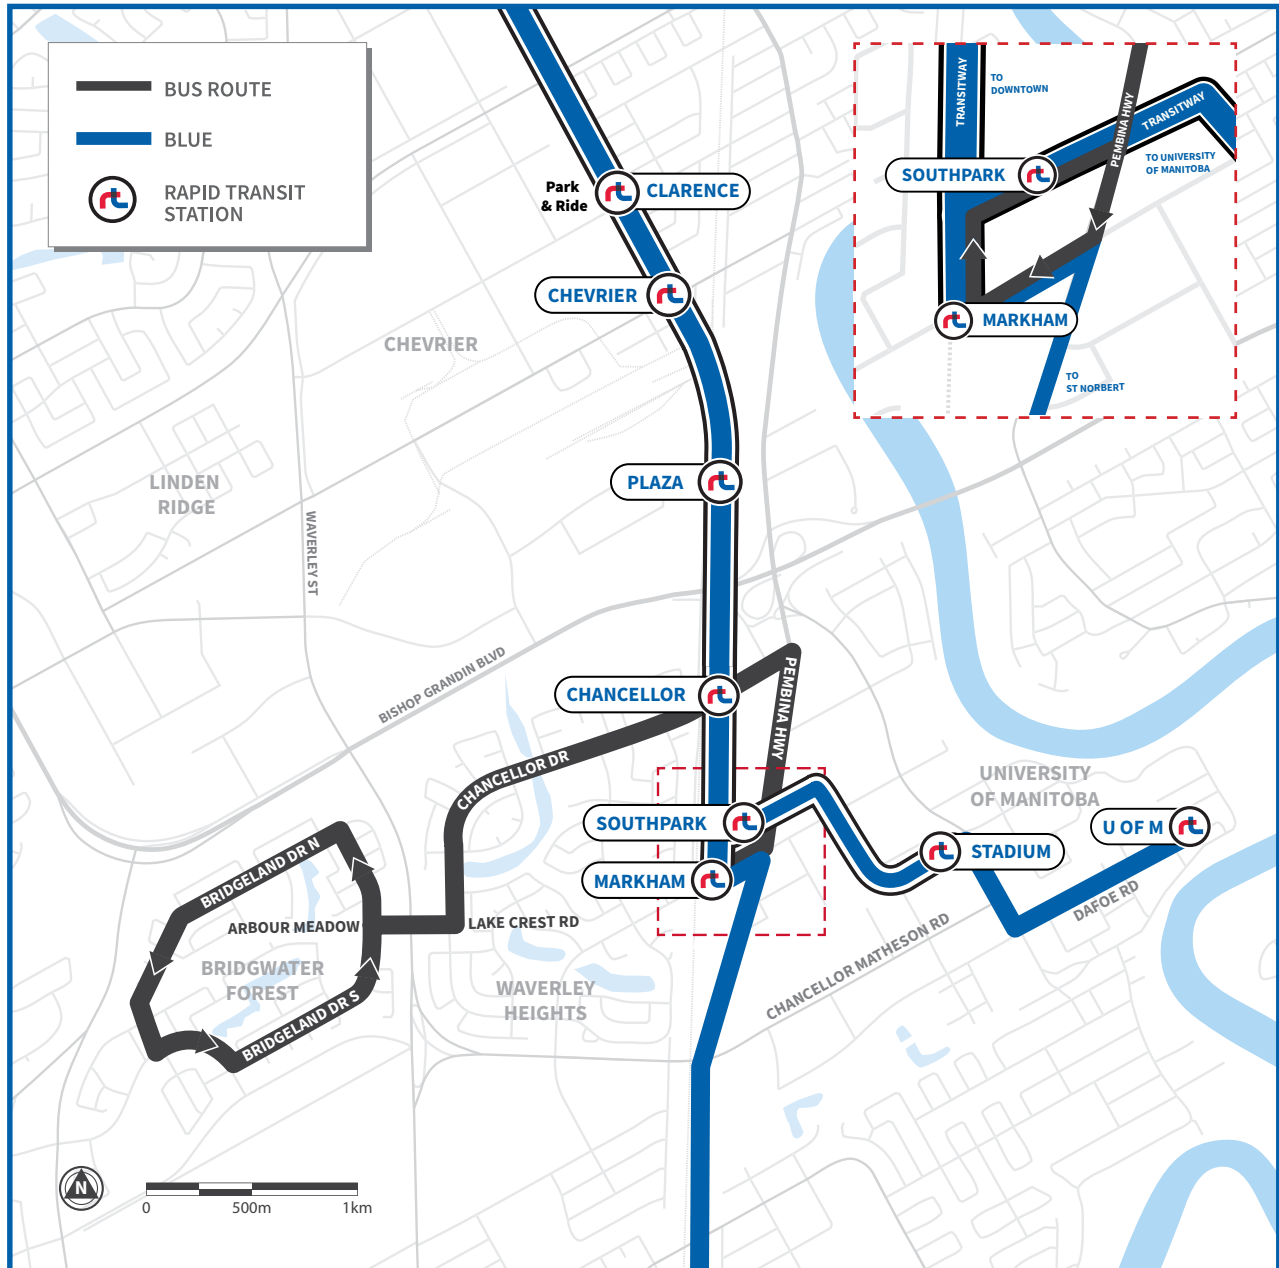 BUS ROUTE
BLUE
RAPID TRANSIT
STATION
Park
& Ride
CLARENCE
CHEVRIER
CHEVRIER
LINDEN
RIDGE
WAVERLEY ST
PLAZA
BISHOP GRANDIN BLVD
CHANCELLOR
PEMBINA HWY
CHANCELLOR DR
SOUTHPARK
MARKHAM
UNIVERSITY
OF MANITOBA
U OF M
STADIUM
DAFOE RD
CHANCELLOR MATHESON RD
BRIDGELAND DR N
ARBOUR MEADOW
LAKE CREST RD
BRIDGWATER
FOREST
BRIDGELAND DR S
WAVERLEY
HEIGHTS
N
0
500m
1km
TRANSITWAY
TO
DOWNTOWN
PEMBINA HWY
TRANSITWAY
TO UNIVERSITY
OF MANITOBA
SOUTHPARK
MARKHAM
TO
ST NORBERT